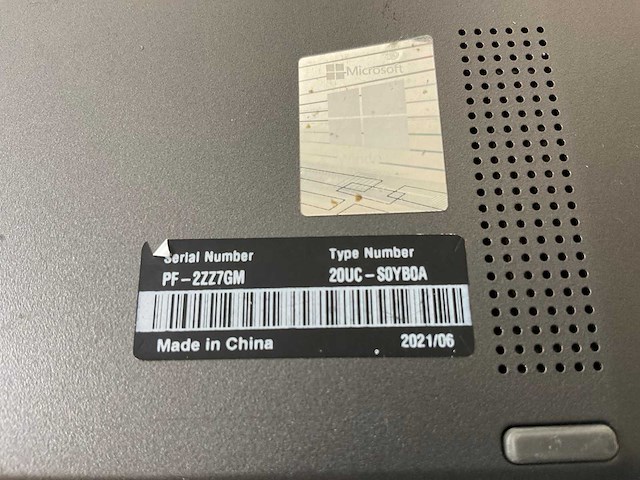 Microsoft
Serial Number Type Number
PF-2ZZ7GM 20UC-S0YB0A
Made in China 2021/06